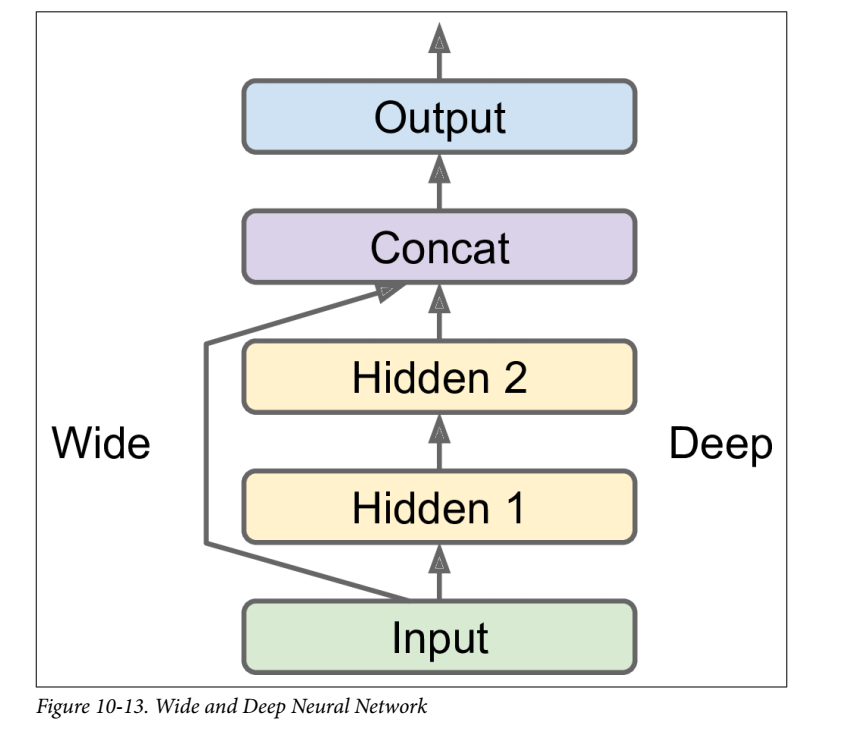 Output
Concat
Hidden 2
Wide
Deep
Hidden 1
Input
Figure 10-13. Wide and Deep Neural Network